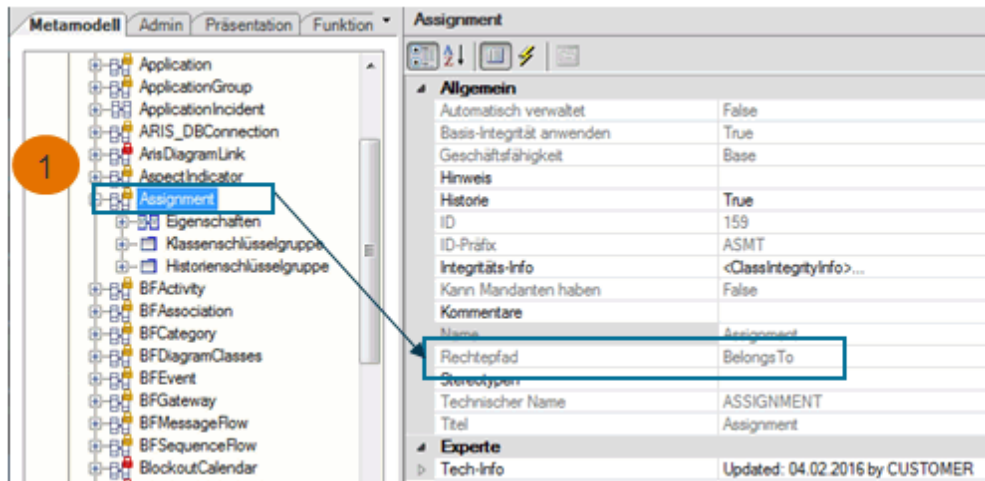 Metamodell Admin Präsentation Funktion
Application
ApplicationGroup
ApplicationIncident
ARIS_DBConnection
ArisDiagramLink
AspectIndicator
1
Assignment
Eigenschaften
Klassenschlüsselgruppe
Historienschlüsselgruppe
BFActivity
BFAssociation
BFCategory
BFDiagramClasses
BFEvent
BFGateway
BFMessageFlow
BFSequenceFlow
BlockoutCalendar
Assignment
Allgemein
Automatisch verwaltet False
Basis-Integrität anwenden True
Geschäftsfähigkeit Base
Hinweis
Historie True
ID 159
ID-Präfix ASMT
Integritäts-Info <ClassIntegrityInfo>...
Kann Mandanten haben False
Kommentare
Name Assignment
Rechtepfad BelongsTo
Stereotypen
Technischer Name ASSIGNMENT
Titel Assignment
Experte
Tech-Info Updated: 04.02.2016 by CUSTOMER